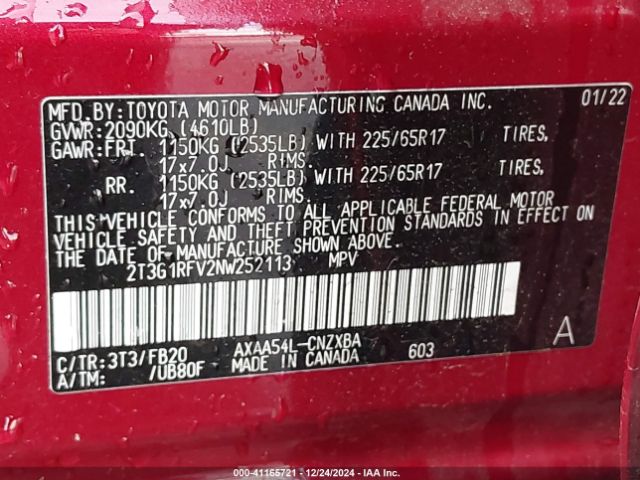 MFD. BY: TOYOTA MOTOR MANUFACTURING CANADA INC. 01/22
GVWR: 2090KG (4610LB)
GAWR: FRT. 1150KG (2535LB) WITH 225/65R17 TIRES,
17x7.0J RIMS.
RR. 1150KG (2535LB) WITH 225/65R17 TIRES,
17x7.0J RIMS.
THIS VEHICLE CONFORMS TO ALL APPLICABLE FEDERAL MOTOR
VEHICLE SAFETY AND THEFT PREVENTION STANDARDS IN EFFECT ON
THE DATE OF MANUFACTURE SHOWN ABOVE.
2T3G1RFV2NW252113 MPV
A
C/TR: 3T3/FB20 AXAA54L-CNZXBA 603
A/TM: /UB80F MADE IN CANADA
000-41165721 - 12/24/2024 - IAA Inc.